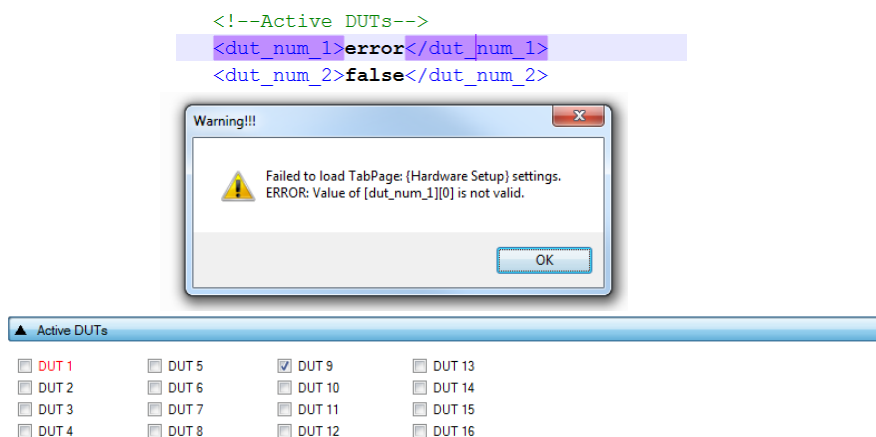 <!--Active DUTs-->
<dut_num_1>error</dut_num_1>
<dut_num_2>false</dut_num_2>
Warning!!!
Failed to load TabPage: {Hardware Setup} settings.
ERROR: Value of [dut_num_1][0] is not valid.
OK
Active DUTs
DUT 1 DUT 5 DUT 9 DUT 13
DUT 2 DUT 6 DUT 10 DUT 14
DUT 3 DUT 7 DUT 11 DUT 15
DUT 4 DUT 8 DUT 12 DUT 16